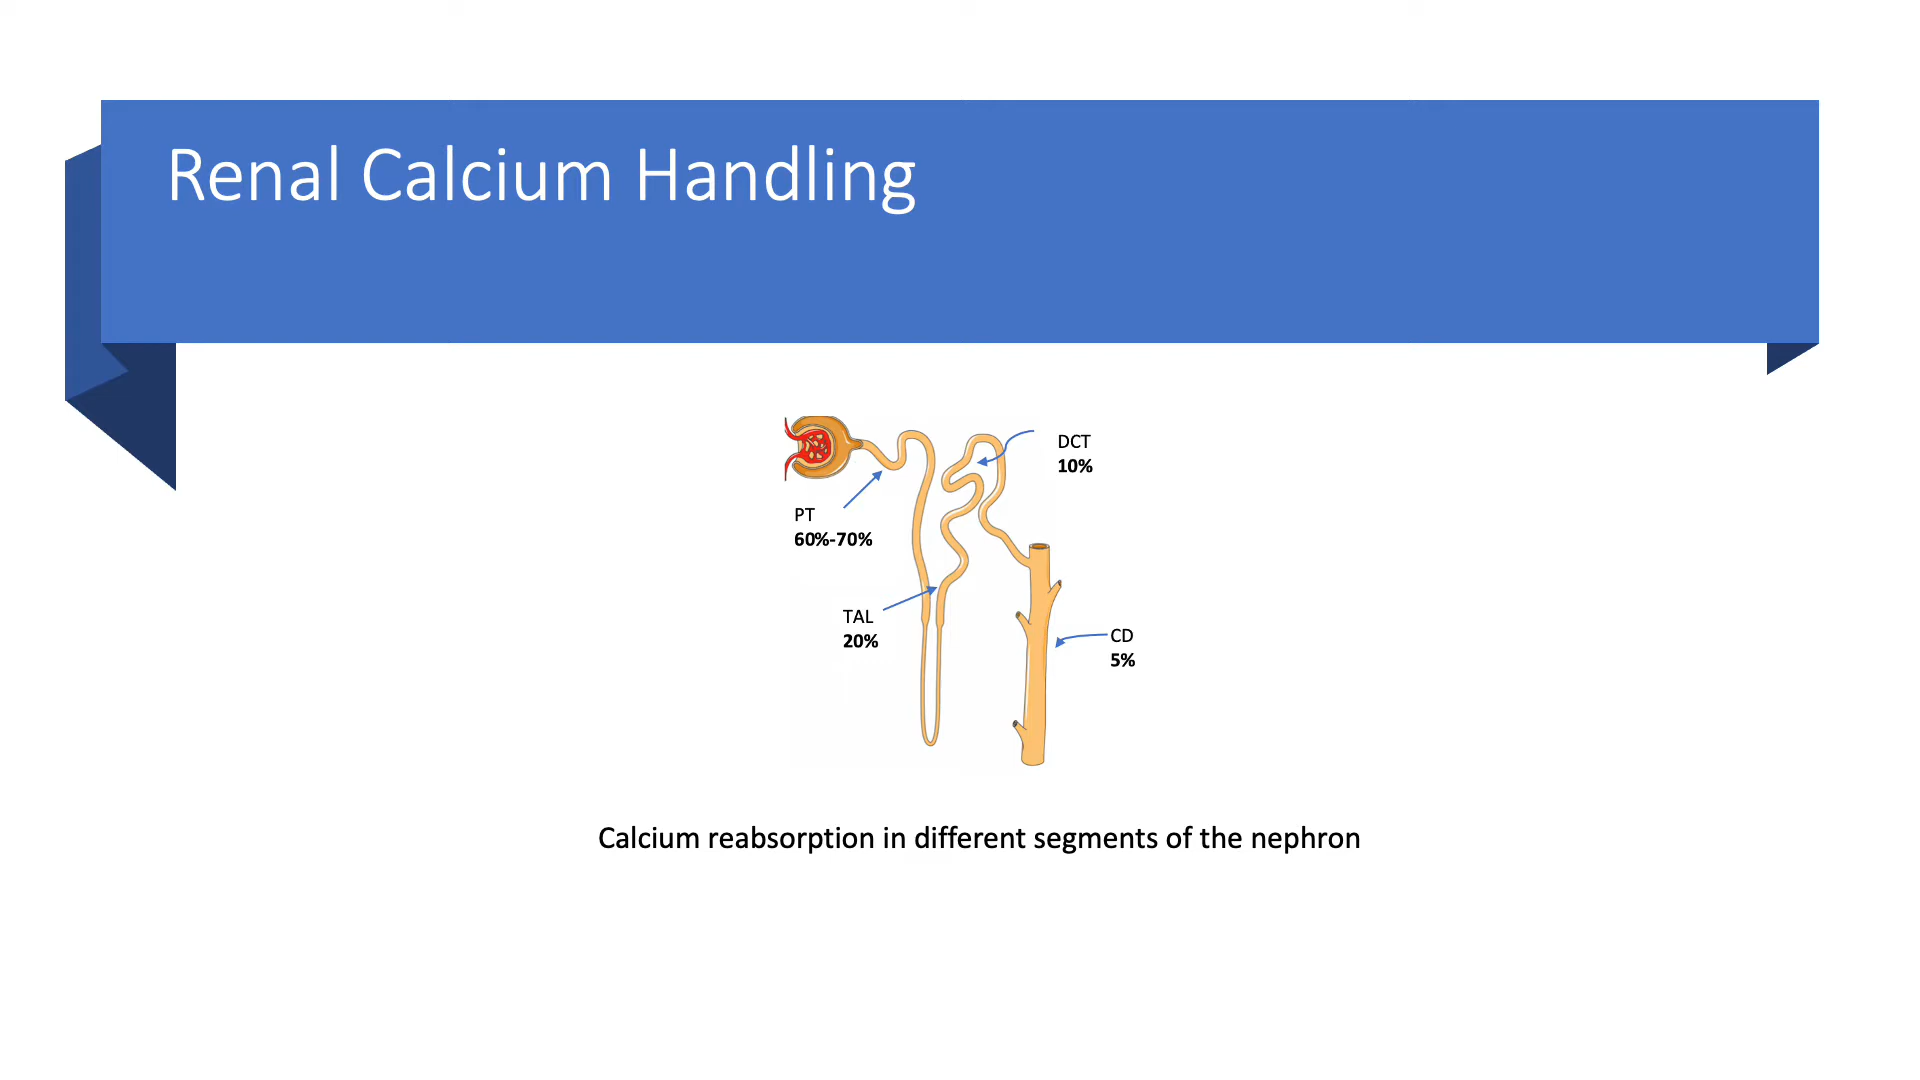 Renal Calcium Handling
DCT
10%
PT
60%-70%
TAL
20%
CD
5%
Calcium reabsorption in different segments of the nephron